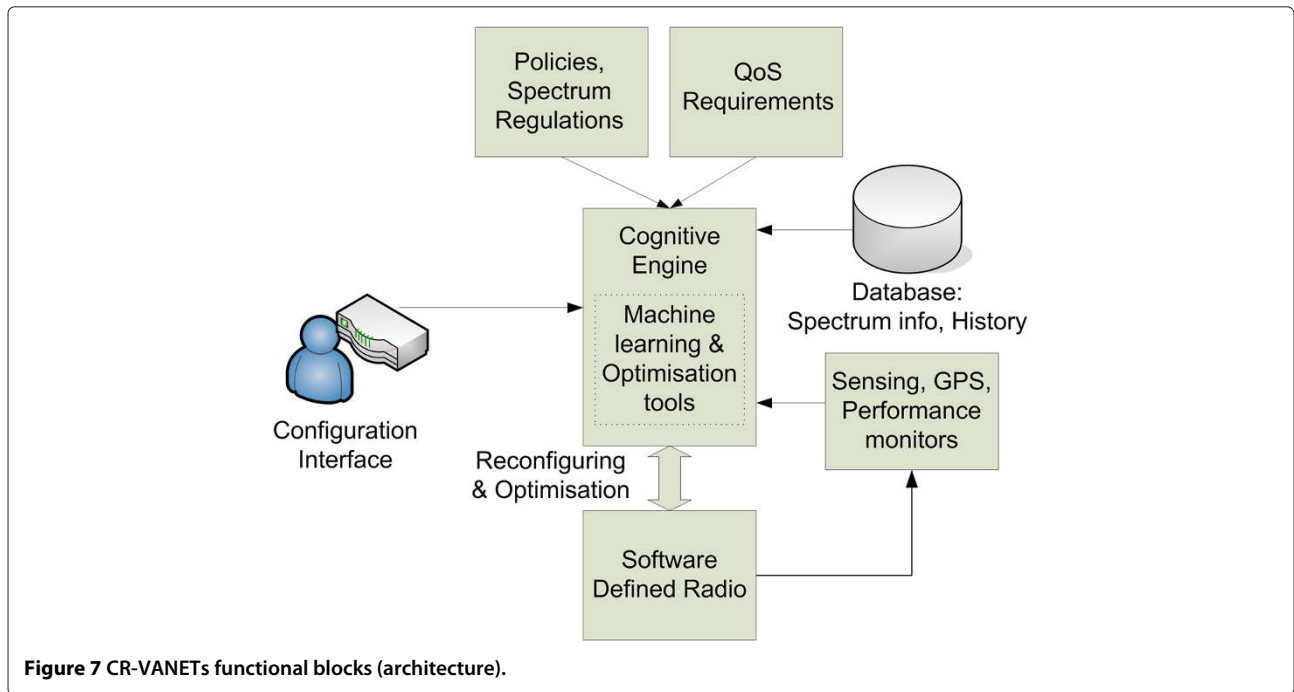 Policies,
Spectrum
Regulations
QoS
Requirements
Cognitive
Engine
Machine
learning &
Optimisation
tools
Database:
Spectrum info, History
Configuration
Interface
Sensing, GPS,
Performance
monitors
Reconfiguring
& Optimisation
Software
Defined Radio
Figure 7 CR-VANETs functional blocks (architecture).